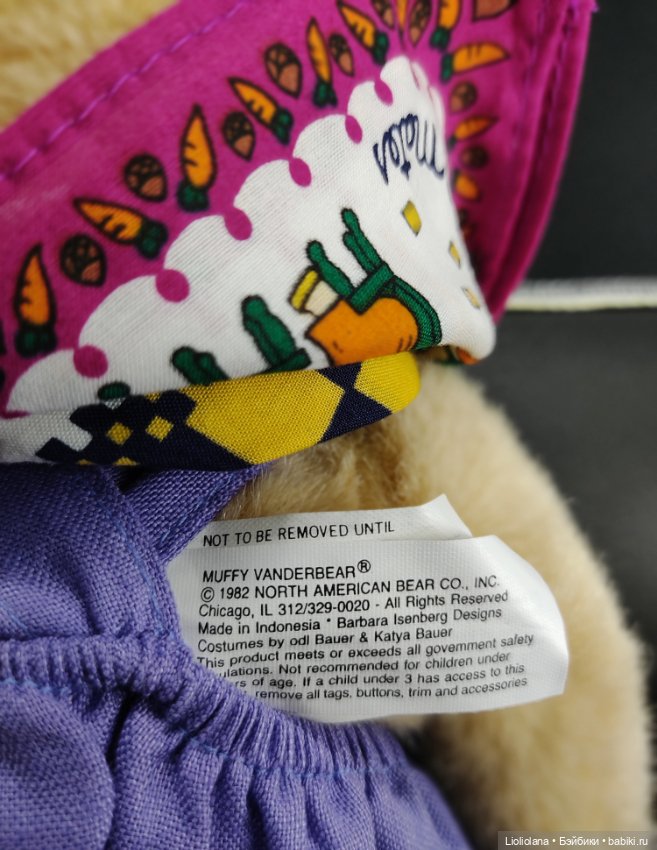 mates
NOT TO BE REMOVED UNTIL
MUFFY VANDERBEAR®
© 1982 NORTH AMERICAN BEAR CO., INC.
Chicago, IL 312/329-0020 - All Rights Reserved
Made in Indonesia * Barbara Isenberg Designs
Costumes by odl Bauer & Katya Bauer
This product meets or exceeds all government safety
ulations. Not recommended for children under
rs of age. If a child under 3 has access to this
remove all tags, buttons, trim and accessories
Lioliolana • Бэйбики • babiki.ru